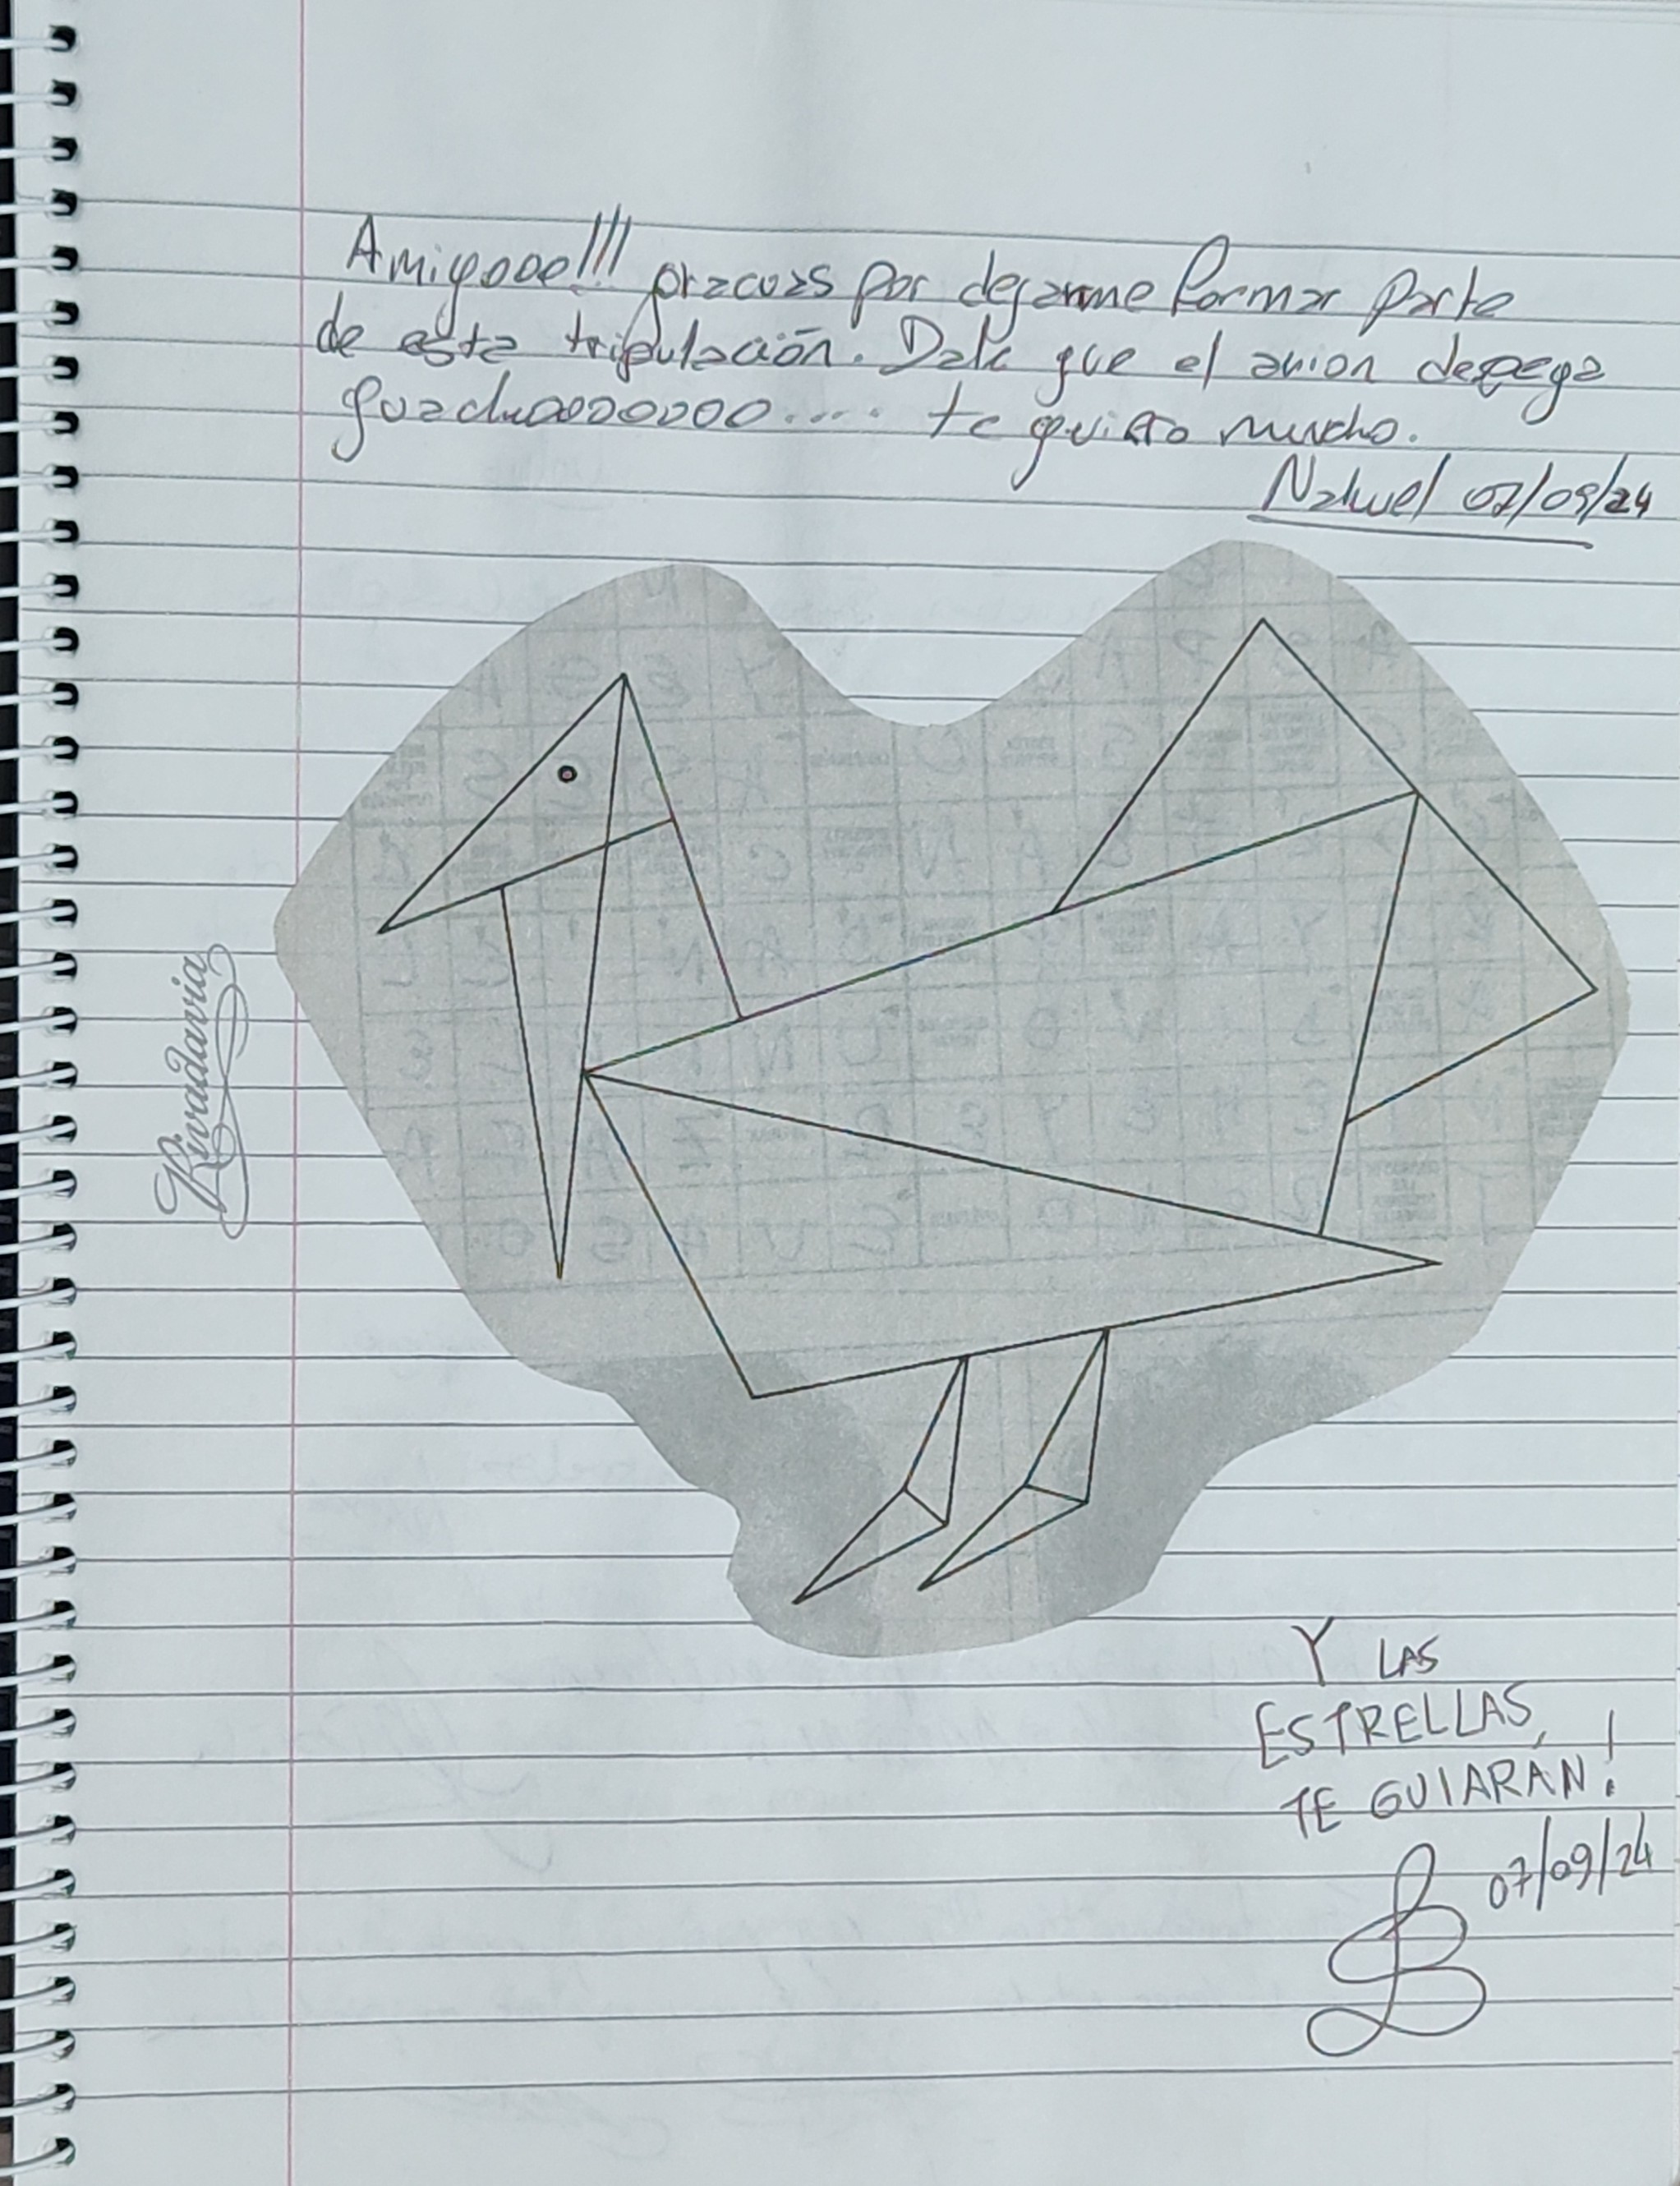 Amigooo!!! gracias por dejarme formar parte
de esta tripulación. Dale que el avion despega
guachooooooo.... te quiero mucho.
Nahuel 07/09/24
Rivadavia
Y LAS
ESTRELLAS,
TE GUIARÁN!
07/09/24